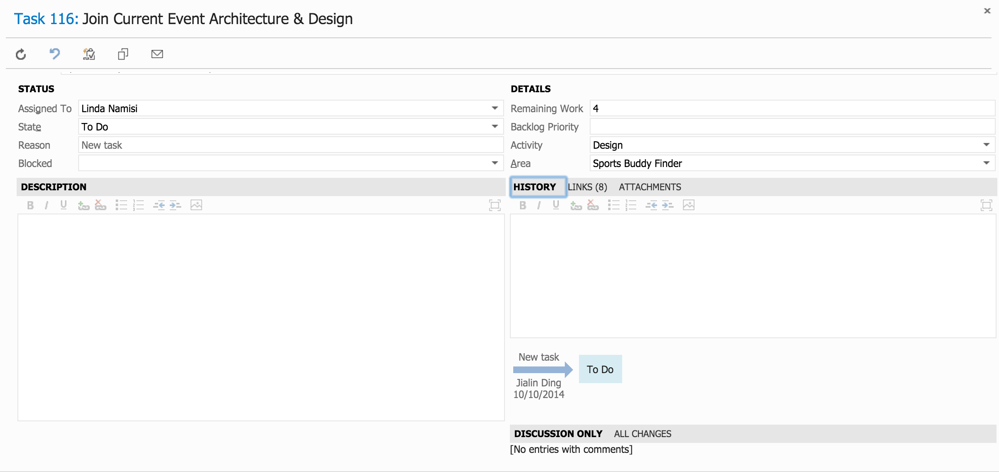 Task 116: Join Current Event Architecture & Design
STATUS
Assigned To Linda Namisi
State To Do
Reason New task
Blocked
DETAILS
Remaining Work 4
Backlog Priority
Activity Design
Area Sports Buddy Finder
DESCRIPTION
HISTORY LINKS (8) ATTACHMENTS
B I U
B I U
New task
To Do
Jialin Ding
10/10/2014
DISCUSSION ONLY ALL CHANGES
[No entries with comments]